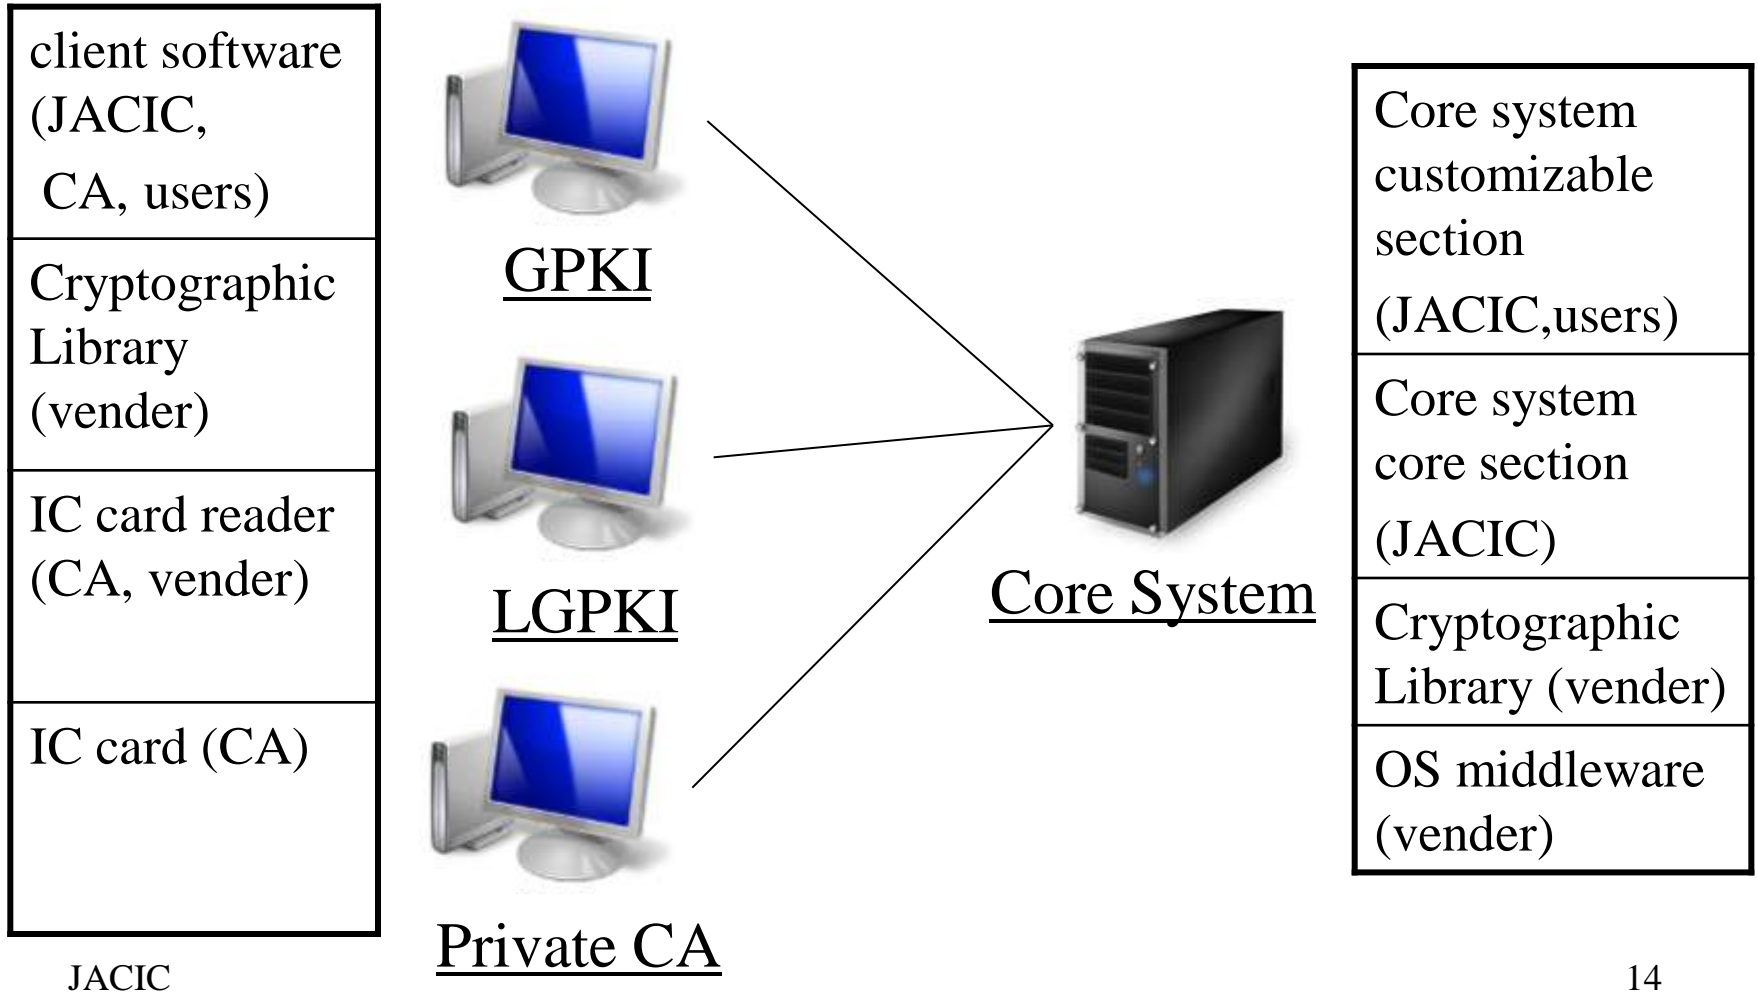 client software
(JACIC,
CA, users)
Cryptographic
Library
(vender)
IC card reader
(CA, vender)
IC card (CA)
GPKI
LGPKI
Private CA
Core System
Core system
customizable
section
(JACIC,users)
Core system
core section
(JACIC)
Cryptographic
Library (vender)
OS middleware
(vender)
JACIC
14